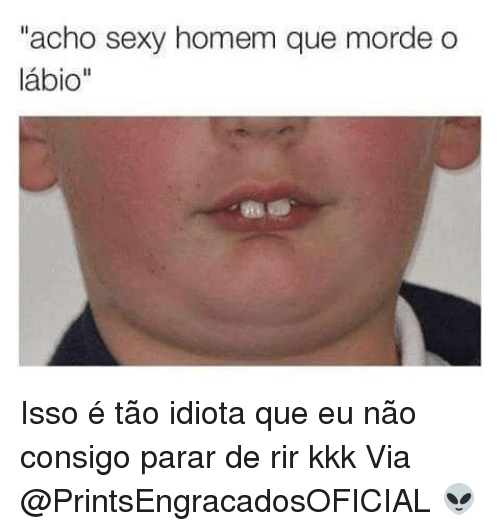 "acho sexy homem que morde o
lábio"
Isso é tão idiota que eu não
consigo parar de rir kkk Via
@PrintsEngracadosOFICIAL 👽